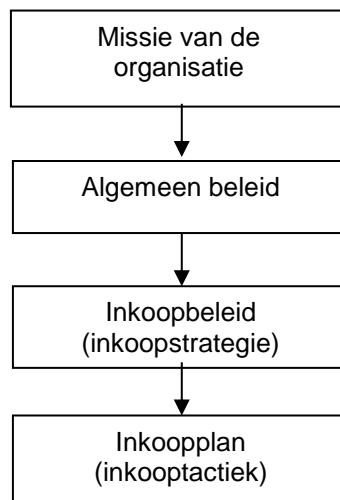 Missie van de
organisatie
Algemeen beleid
Inkoopbeleid
(inkoopstrategie)
Inkoopplan
(inkooptactiek)